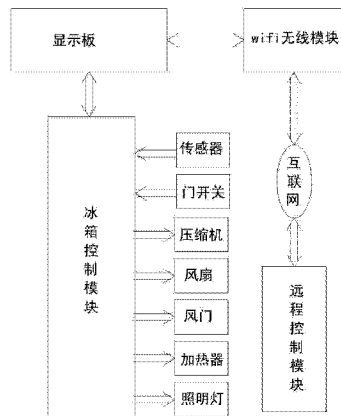 显示板
wifi无线模块
传感器
门开关
冰箱控制模块
压缩机
风扇
风门
加热器
照明灯
互联网
远程控制模块